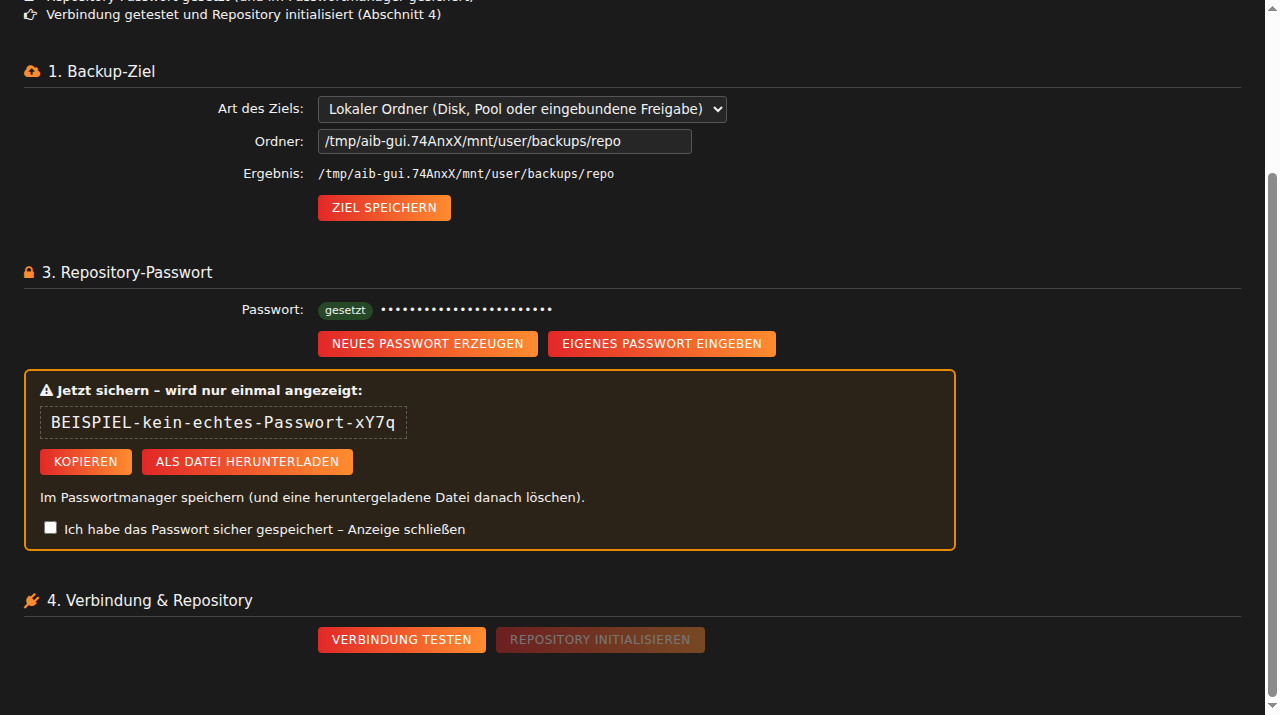 Verbindung getestet und Repository initialisiert (Abschnitt 4)
1. Backup-Ziel
Art des Ziels: Lokaler Ordner (Disk, Pool oder eingebundene Freigabe)
Ordner: /tmp/aib-gui.74AnxX/mnt/user/backups/repo
Ergebnis: /tmp/aib-gui.74AnxX/mnt/user/backups/repo
ZIEL SPEICHERN
3. Repository-Passwort
Passwort: gesetzt ••••••••••••••••••••••••
NEUES PASSWORT ERZEUGEN EIGENES PASSWORT EINGEBEN
Jetzt sichern – wird nur einmal angezeigt:
BEISPIEL-kein-echtes-Passwort-xY7q
KOPIEREN ALS DATEI HERUNTERLADEN
Im Passwortmanager speichern (und eine heruntergeladene Datei danach löschen).
Ich habe das Passwort sicher gespeichert – Anzeige schließen
4. Verbindung & Repository
VERBINDUNG TESTEN REPOSITORY INITIALISIEREN